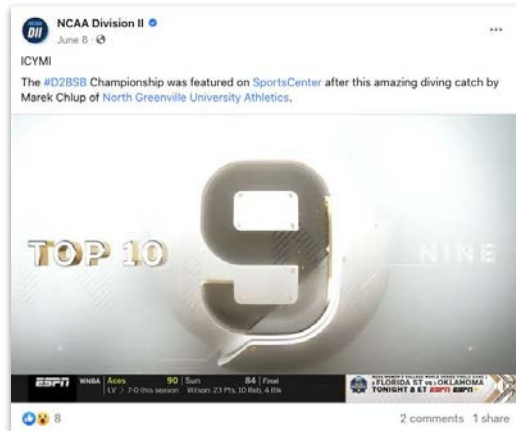 DII
NCAA Division II
June 8
ICYMI
The #D2BSB Championship was featured on SportsCenter after this amazing diving catch by
Marek Chlup of North Greenville University Athletics.
TOP 10
9
NINE
ESPN WNBA Aces 90 Sun 84 Final
LV > 7-0 this season Wilson: 23 Pts, 10 Reb, 4 Blk
FLORIDA ST vs OKLAHOMA
TONIGHT 8 ET ESPN ESPN+
8
2 comments 1 share